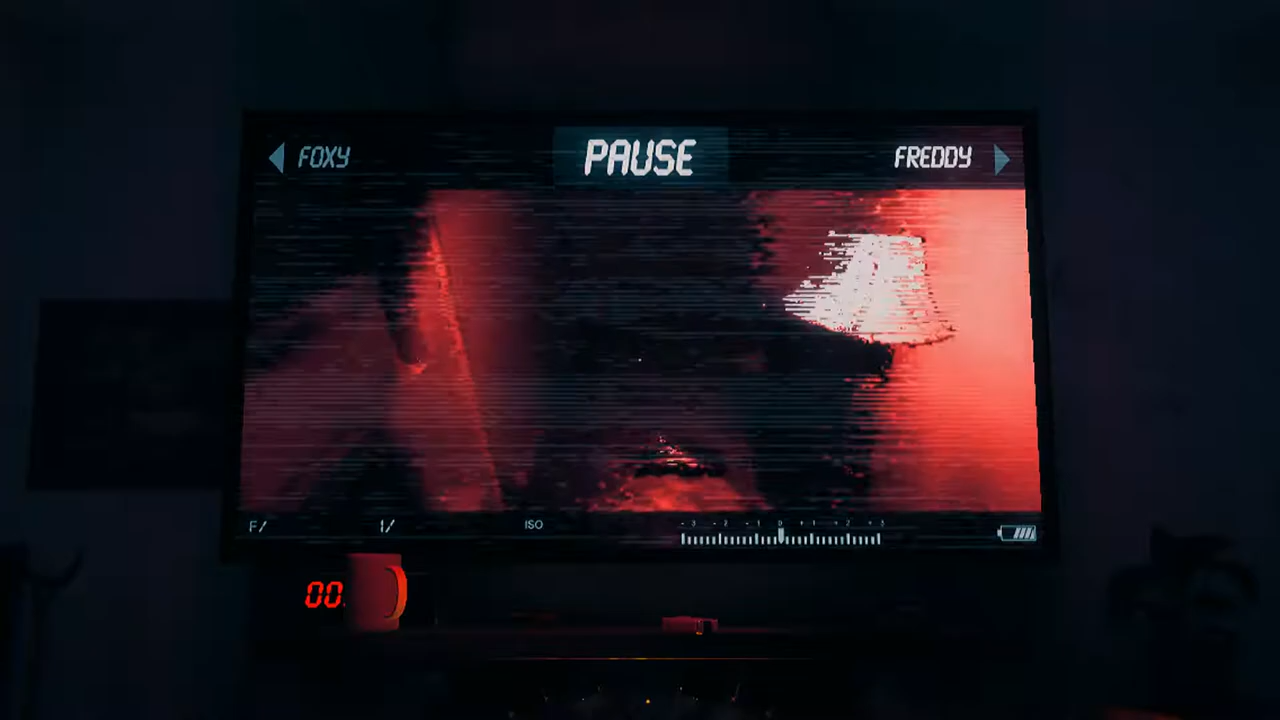 FOXY
PAUSE
FREDDY
F/
1/
ISO
-3 -2 -1 0 +1 +2 +3
00